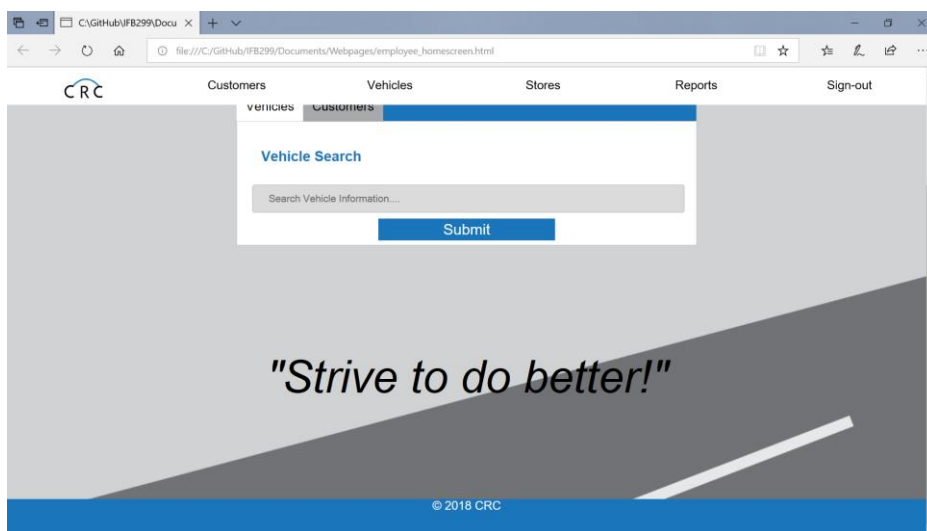 C:\GitHub\IFB299\Docu
file:///C:/GitHub/IFB299/Documents/Webpages/employee_homescreen.html
CRC Customers Vehicles Stores Reports Sign-out
Vehicles Customers
Vehicle Search
Search Vehicle Information....
Submit
"Strive to do better!"
© 2018 CRC